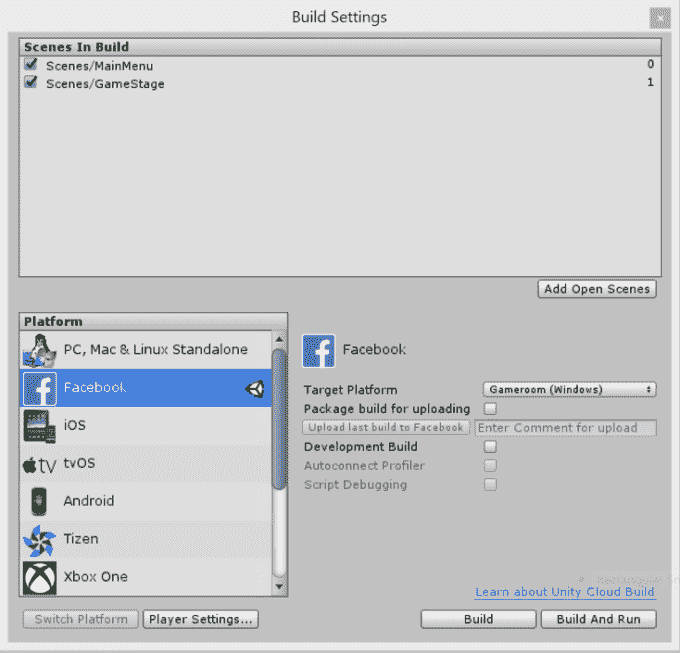 Build Settings
Scenes In Build
Scenes/MainMenu 0
Scenes/GameStage 1
Add Open Scenes
Platform
PC, Mac & Linux Standalone
Facebook
iOS
tv tvOS
Android
Tizen
Xbox One
Facebook
Target Platform Gameroom (Windows)
Package build for uploading
Upload last build to Facebook Enter Comment for upload
Development Build
Autoconnect Profiler
Script Debugging
Learn about Unity Cloud Build
Switch Platform Player Settings... Build Build And Run